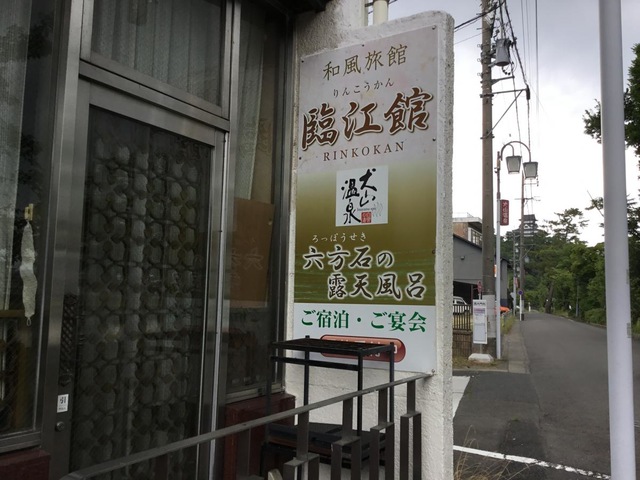 和風旅館
りんこうかん
臨江館
RINKOKAN
犬山
温泉
ろっぽうせき
六方石の
露天風呂
ご宿泊・ご宴会